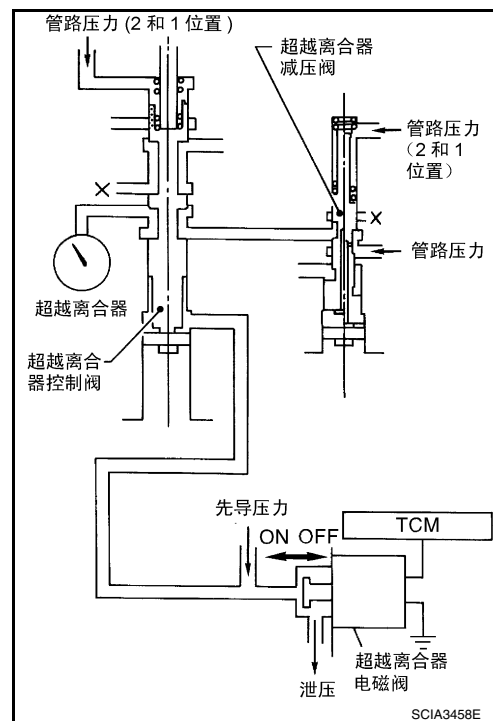 管路压力 (2 和 1 位置 )
超越离合器
减压阀
管路压力
（2 和 1
位置）
管路压力
超越离合器
超越离合
器控制阀
先导压力
ON OFF
TCM
超越离合器
电磁阀
泄压
SCIA3458E